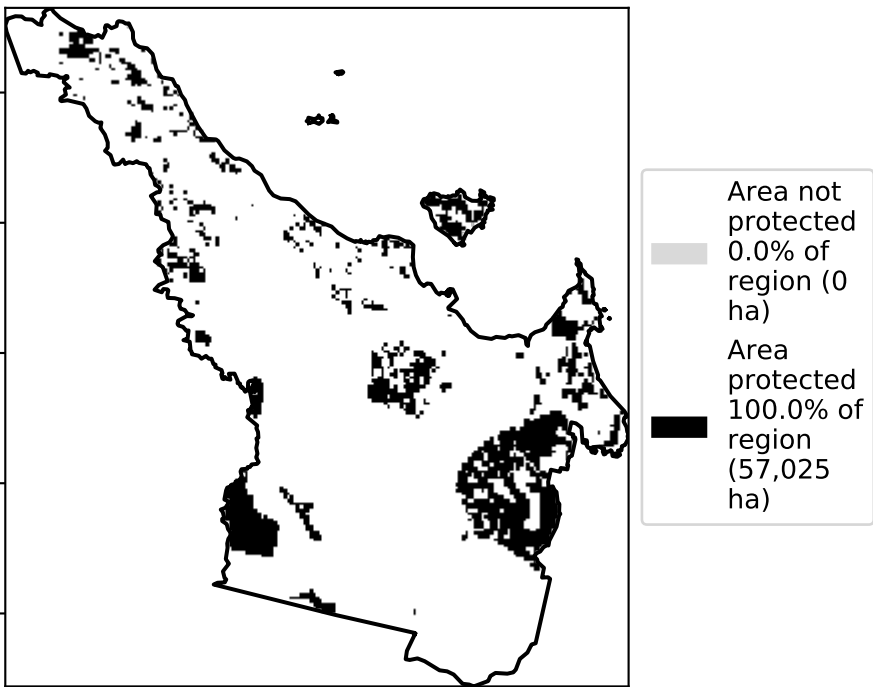 Area not
protected
0.0% of
region (0
ha)
Area
protected
100.0% of
region
(57,025
ha)